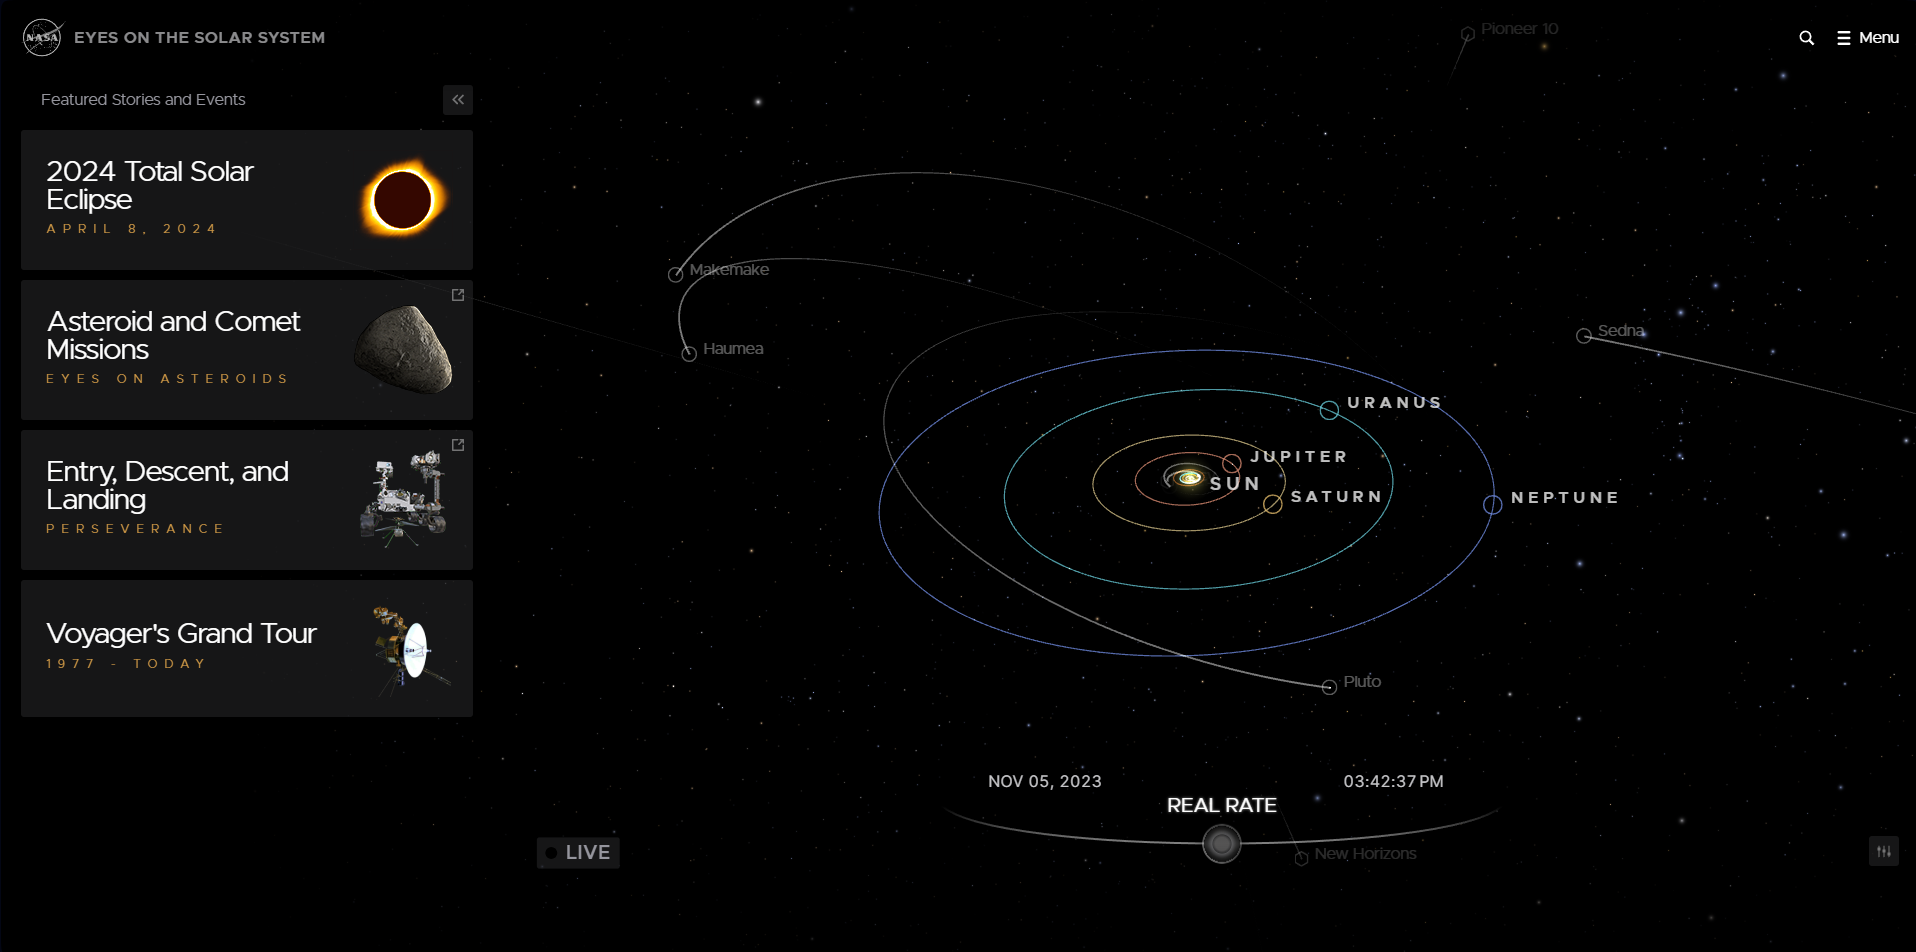 NASA
EYES ON THE SOLAR SYSTEM
Pioneer 10
Menu
Featured Stories and Events
2024 Total Solar
Eclipse
APRIL 8, 2024
Asteroid and Comet
Missions
EYES ON ASTEROIDS
Entry, Descent, and
Landing
PERSEVERANCE
Voyager's Grand Tour
1977 - TODAY
Makemake
Haumea
Sedna
URANUS
JUPITER
SUN
SATURN
NEPTUNE
Pluto
NOV 05, 2023
03:42:37 PM
REAL RATE
LIVE
New Horizons